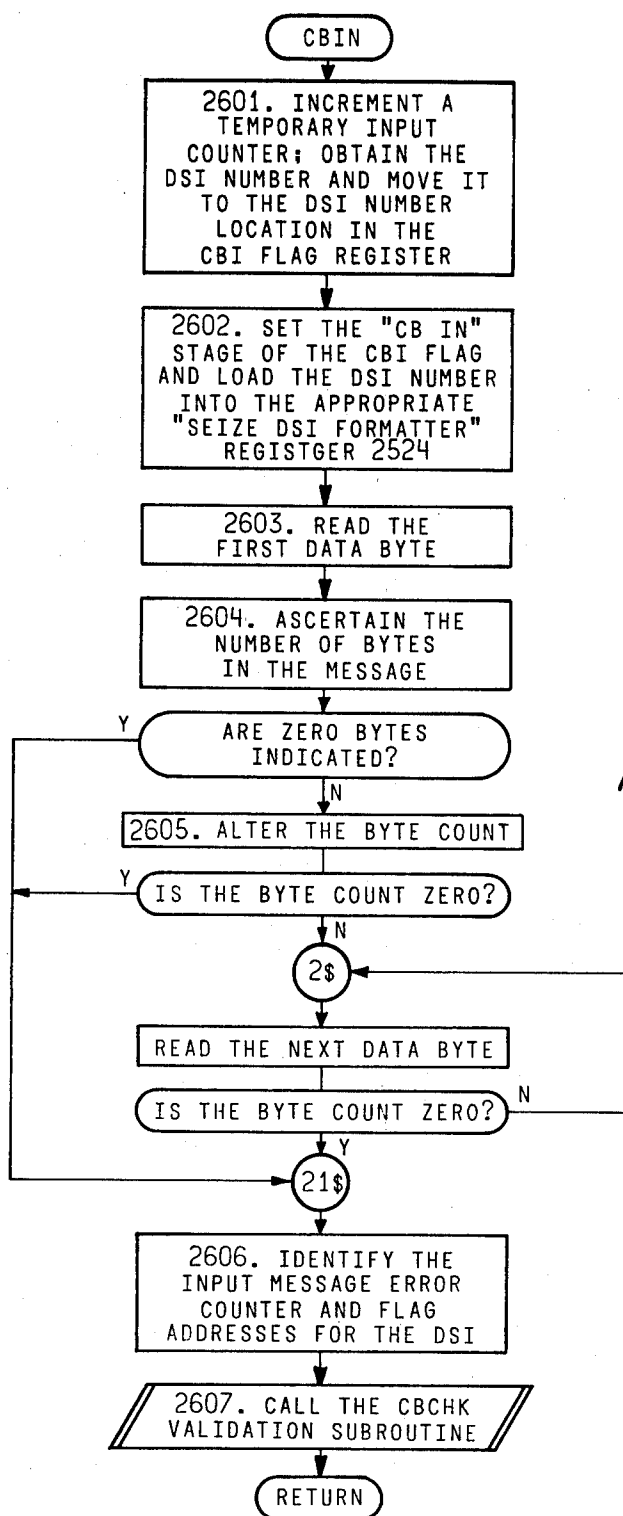 CBIN
2601. INCREMENT A
TEMPORARY INPUT
COUNTER; OBTAIN THE
DSI NUMBER AND MOVE IT
TO THE DSI NUMBER
LOCATION IN THE
CBI FLAG REGISTER
2602. SET THE "CB IN"
STAGE OF THE CBI FLAG
AND LOAD THE DSI NUMBER
INTO THE APPROPRIATE
"SEIZE DSI FORMATTER"
REGISTGER 2524
2603. READ THE
FIRST DATA BYTE
2604. ASCERTAIN THE
NUMBER OF BYTES
IN THE MESSAGE
Y
ARE ZERO BYTES
INDICATED?
N
2605. ALTER THE BYTE COUNT
Y
IS THE BYTE COUNT ZERO?
N
2$
READ THE NEXT DATA BYTE
IS THE BYTE COUNT ZERO?
N
Y
21$
2606. IDENTIFY THE
INPUT MESSAGE ERROR
COUNTER AND FLAG
ADDRESSES FOR THE DSI
2607. CALL THE CBCHK
VALIDATION SUBROUTINE
RETURN